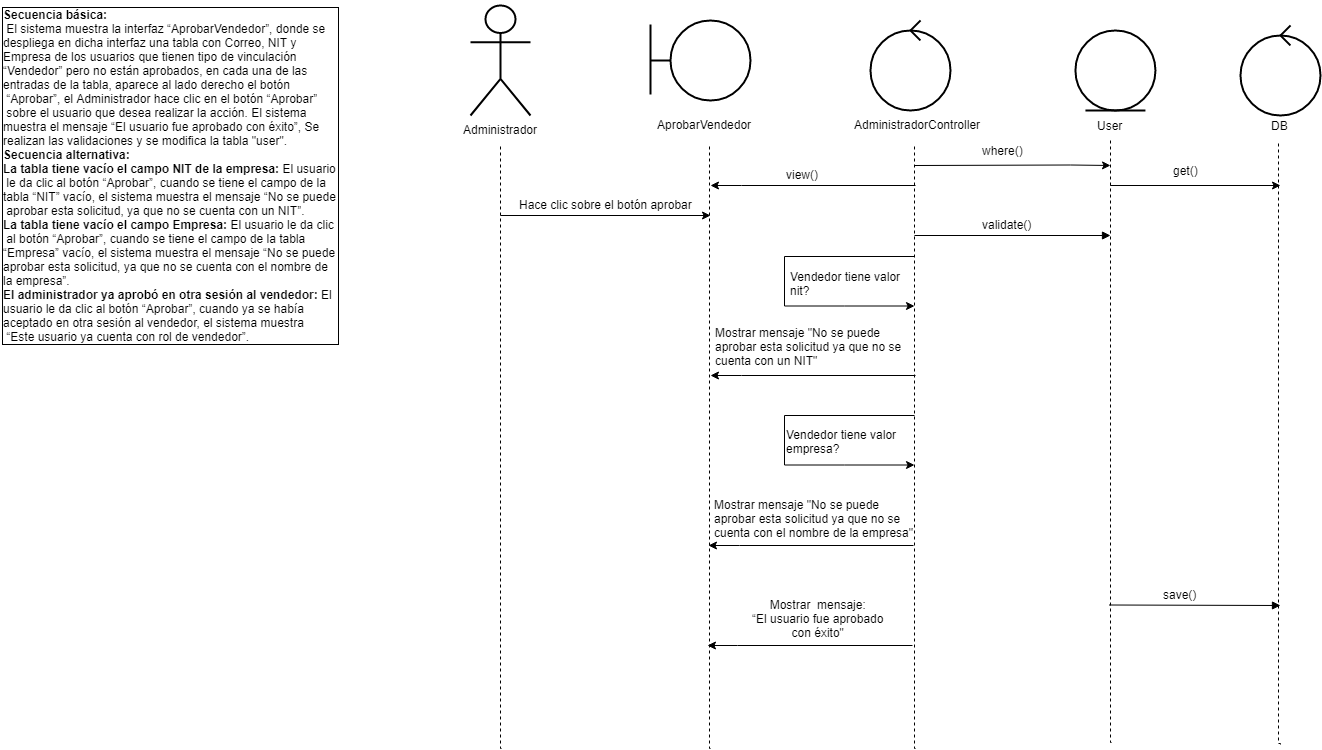 Secuencia básica:
El sistema muestra la interfaz “AprobarVendedor”, donde se
despliega en dicha interfaz una tabla con Correo, NIT y
Empresa de los usuarios que tienen tipo de vinculación
“Vendedor” pero no están aprobados, en cada una de las
entradas de la tabla, aparece al lado derecho el botón
“Aprobar”, el Administrador hace clic en el botón “Aprobar”
sobre el usuario que desea realizar la acción. El sistema
muestra el mensaje “El usuario fue aprobado con éxito”, Se
realizan las validaciones y se modifica la tabla "user".
Secuencia alternativa:
La tabla tiene vacío el campo NIT de la empresa: El usuario
le da clic al botón “Aprobar”, cuando se tiene el campo de la
tabla “NIT” vacío, el sistema muestra el mensaje “No se puede
aprobar esta solicitud, ya que no se cuenta con un NIT”.
La tabla tiene vacío el campo Empresa: El usuario le da clic
al botón “Aprobar”, cuando se tiene el campo de la tabla
“Empresa” vacío, el sistema muestra el mensaje “No se puede
aprobar esta solicitud, ya que no se cuenta con el nombre de
la empresa”.
El administrador ya aprobó en otra sesión al vendedor: El
usuario le da clic al botón “Aprobar”, cuando ya se había
aceptado en otra sesión al vendedor, el sistema muestra
“Este usuario ya cuenta con rol de vendedor”.
Administrador
AprobarVendedor
AdministradorController
User
DB
where()
get()
view()
Hace clic sobre el botón aprobar
validate()
Vendedor tiene valor
nit?
Mostrar mensaje "No se puede
aprobar esta solicitud ya que no se
cuenta con un NIT"
Vendedor tiene valor
empresa?
Mostrar mensaje "No se puede
aprobar esta solicitud ya que no se
cuenta con el nombre de la empresa"
save()
Mostrar mensaje:
“El usuario fue aprobado
con éxito"